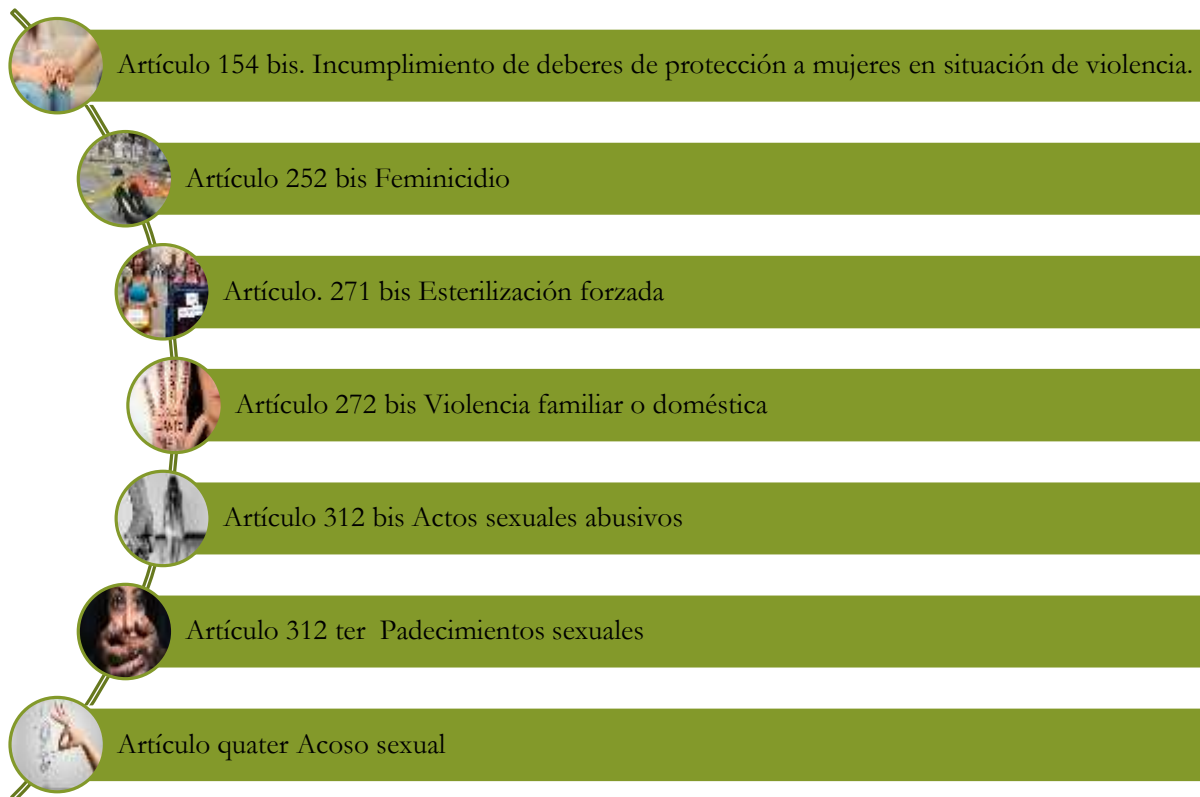 Artículo 154 bis. Incumplimiento de deberes de protección a mujeres en situación de violencia.
Artículo 252 bis Feminicidio
Artículo. 271 bis Esterilización forzada
Artículo 272 bis Violencia familiar o doméstica
Artículo 312 bis Actos sexuales abusivos
Artículo 312 ter  Padecimientos sexuales
Artículo quater Acoso sexual